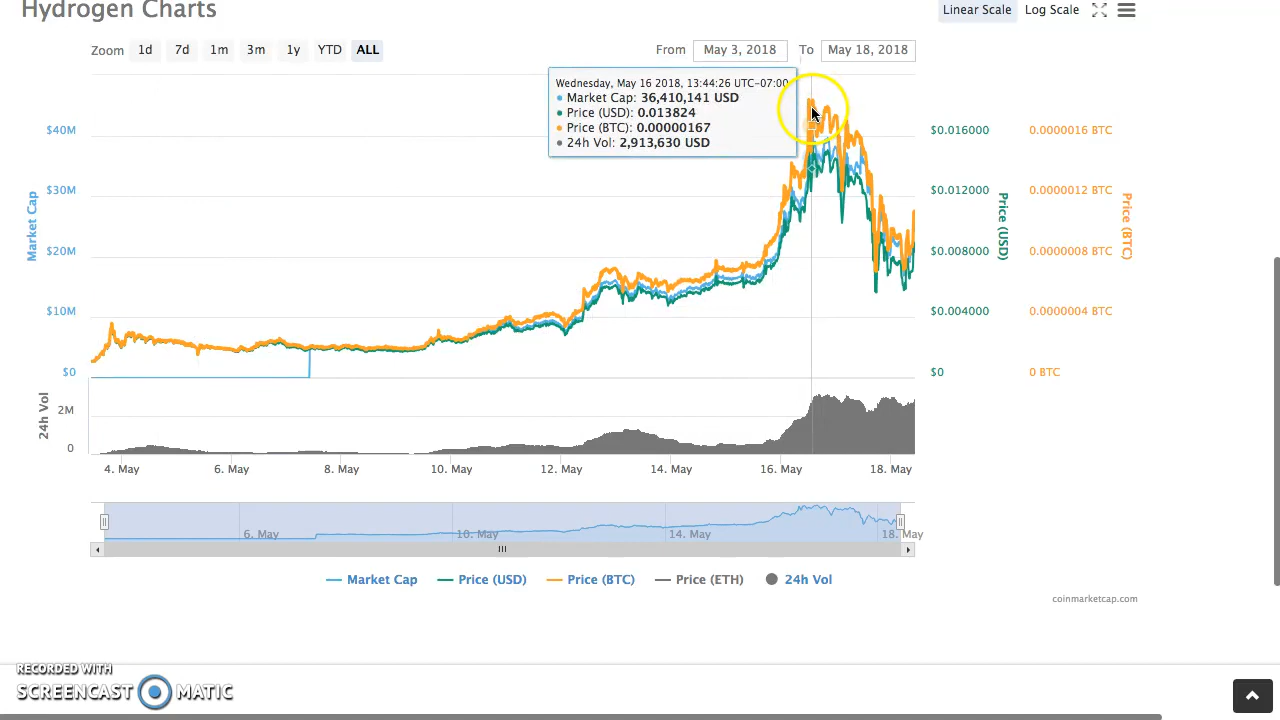 Hydrogen Charts
Linear Scale Log Scale
Zoom 1d 7d 1m 3m 1y YTD ALL From May 3, 2018 To May 18, 2018
Wednesday, May 16 2018, 13:44:26 UTC-07:00
Market Cap: 36,410,141 USD
Price (USD): 0.013824
Price (BTC): 0.00000167
24h Vol: 2,913,630 USD
$40M
$30M
$20M
$10M
$0
Market Cap
$0.016000
$0.012000
$0.008000
$0.004000
$0
Price (USD)
0.0000016 BTC
0.0000012 BTC
0.0000008 BTC
0.0000004 BTC
0 BTC
Price (BTC)
24h Vol
2M
0
4. May 6. May 8. May 10. May 12. May 14. May 16. May 18. May
6. May 10. May 14. May 18. May
Market Cap Price (USD) Price (BTC) Price (ETH) 24h Vol
coinmarketcap.com
RECORDED WITH
SCREENCAST MATIC